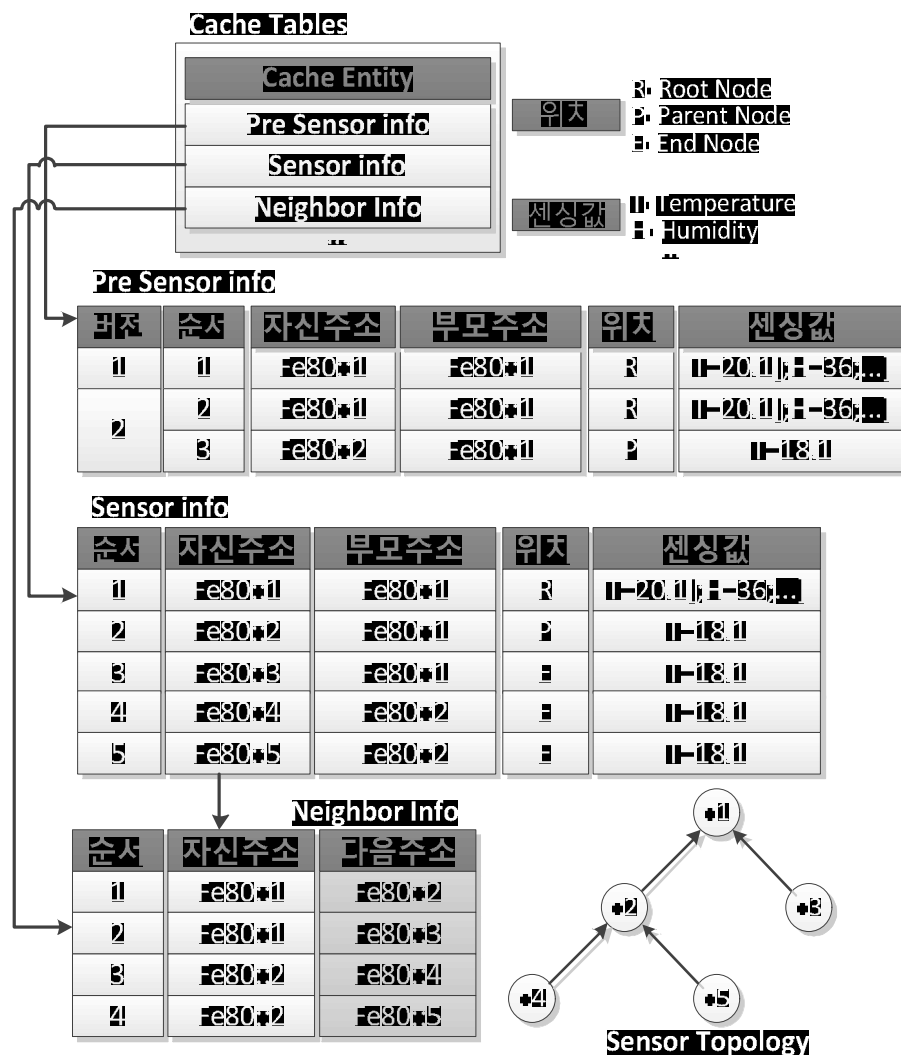 Cache Tables
Cache Entity
Pre Sensor info
Sensor info
Neighbor Info
...
위치
R: Root Node
P: Parent Node
E: End Node
센싱값
T: Temperature
H: Humidity
...
Pre Sensor info
버전 순서 자신주소 부모주소 위치 센싱값
1 1 Fe80::1 Fe80::1 R T=20.1|;H=36;...|
2 2 Fe80::1 Fe80::1 R T=20.1|;H=36;...|
3 Fe80::2 Fe80::1 P T=18.1
Sensor info
순서 자신주소 부모주소 위치 센싱값
1 Fe80::1 Fe80::1 R T=20.1|;H=36;...|
2 Fe80::2 Fe80::1 P T=18.1
3 Fe80::3 Fe80::1 E T=18.1
4 Fe80::4 Fe80::2 E T=18.1
5 Fe80::5 Fe80::2 E T=18.1
Neighbor Info
순서 자신주소 다음주소
1 Fe80::1 Fe80::2
2 Fe80::1 Fe80::3
3 Fe80::2 Fe80::4
4 Fe80::2 Fe80::5
::1
::2
::3
::4
::5
Sensor Topology